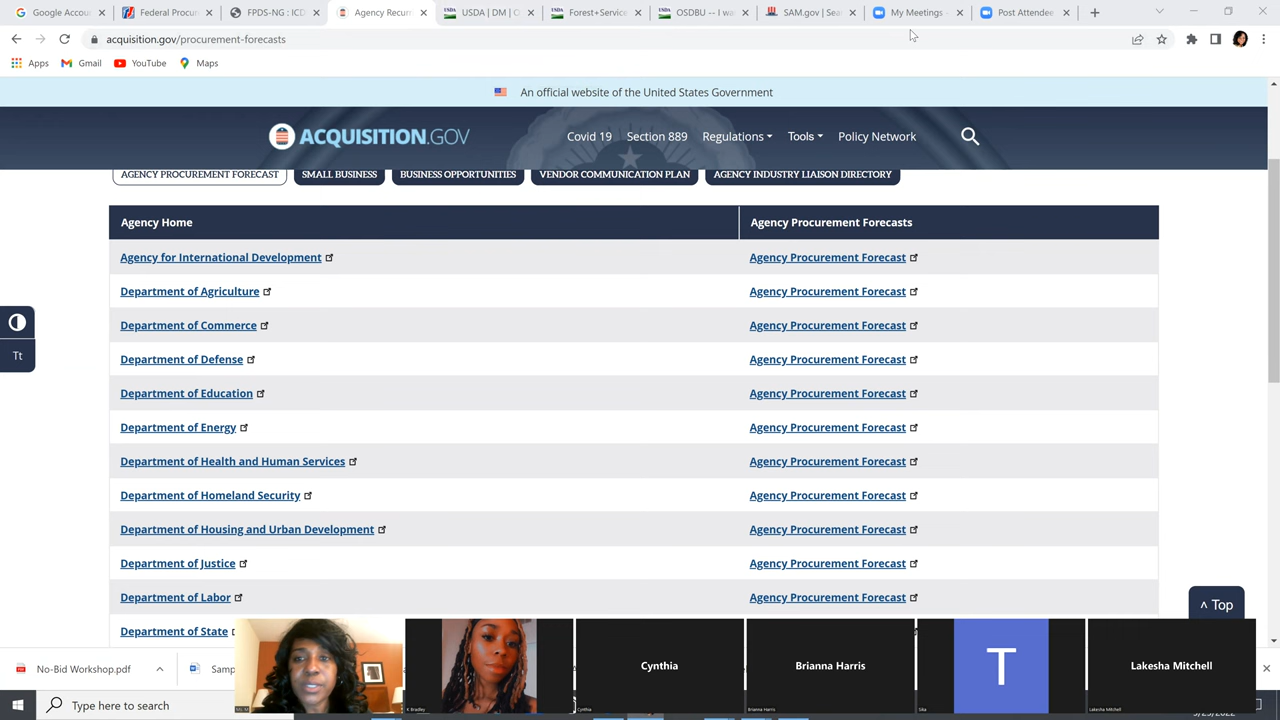 Google Accou
Federal Procur
FPDS-NG : ICD
Agency Recurr
USDA | DM | O
Forest+Service
OSDBU -- I wa
SAM.gov | Sea
My Meetings -
Post Attendee
acquisition.gov/procurement-forecasts
Apps
Gmail
YouTube
Maps
An official website of the United States Government
ACQUISITION.GOV
Covid 19
Section 889
Regulations
Tools
Policy Network
AGENCY PROCUREMENT FORECAST
SMALL BUSINESS
BUSINESS OPPORTUNITIES
VENDOR COMMUNICATION PLAN
AGENCY INDUSTRY LIAISON DIRECTORY
Agency Home
Agency Procurement Forecasts
Agency for International Development
Agency Procurement Forecast
Department of Agriculture
Agency Procurement Forecast
Department of Commerce
Agency Procurement Forecast
Tt
Department of Defense
Agency Procurement Forecast
Department of Education
Agency Procurement Forecast
Department of Energy
Agency Procurement Forecast
Department of Health and Human Services
Agency Procurement Forecast
Department of Homeland Security
Agency Procurement Forecast
Department of Housing and Urban Development
Agency Procurement Forecast
Department of Justice
Agency Procurement Forecast
Department of Labor
Agency Procurement Forecast
^ Top
Department of State
No-Bid Workshop.pdf
Samp
Cynthia
Brianna Harris
T
Lakesha Mitchell
K Bradley
Cynthia
Brianna Harris
Sika
Lakesha Mitchell
Type here to search